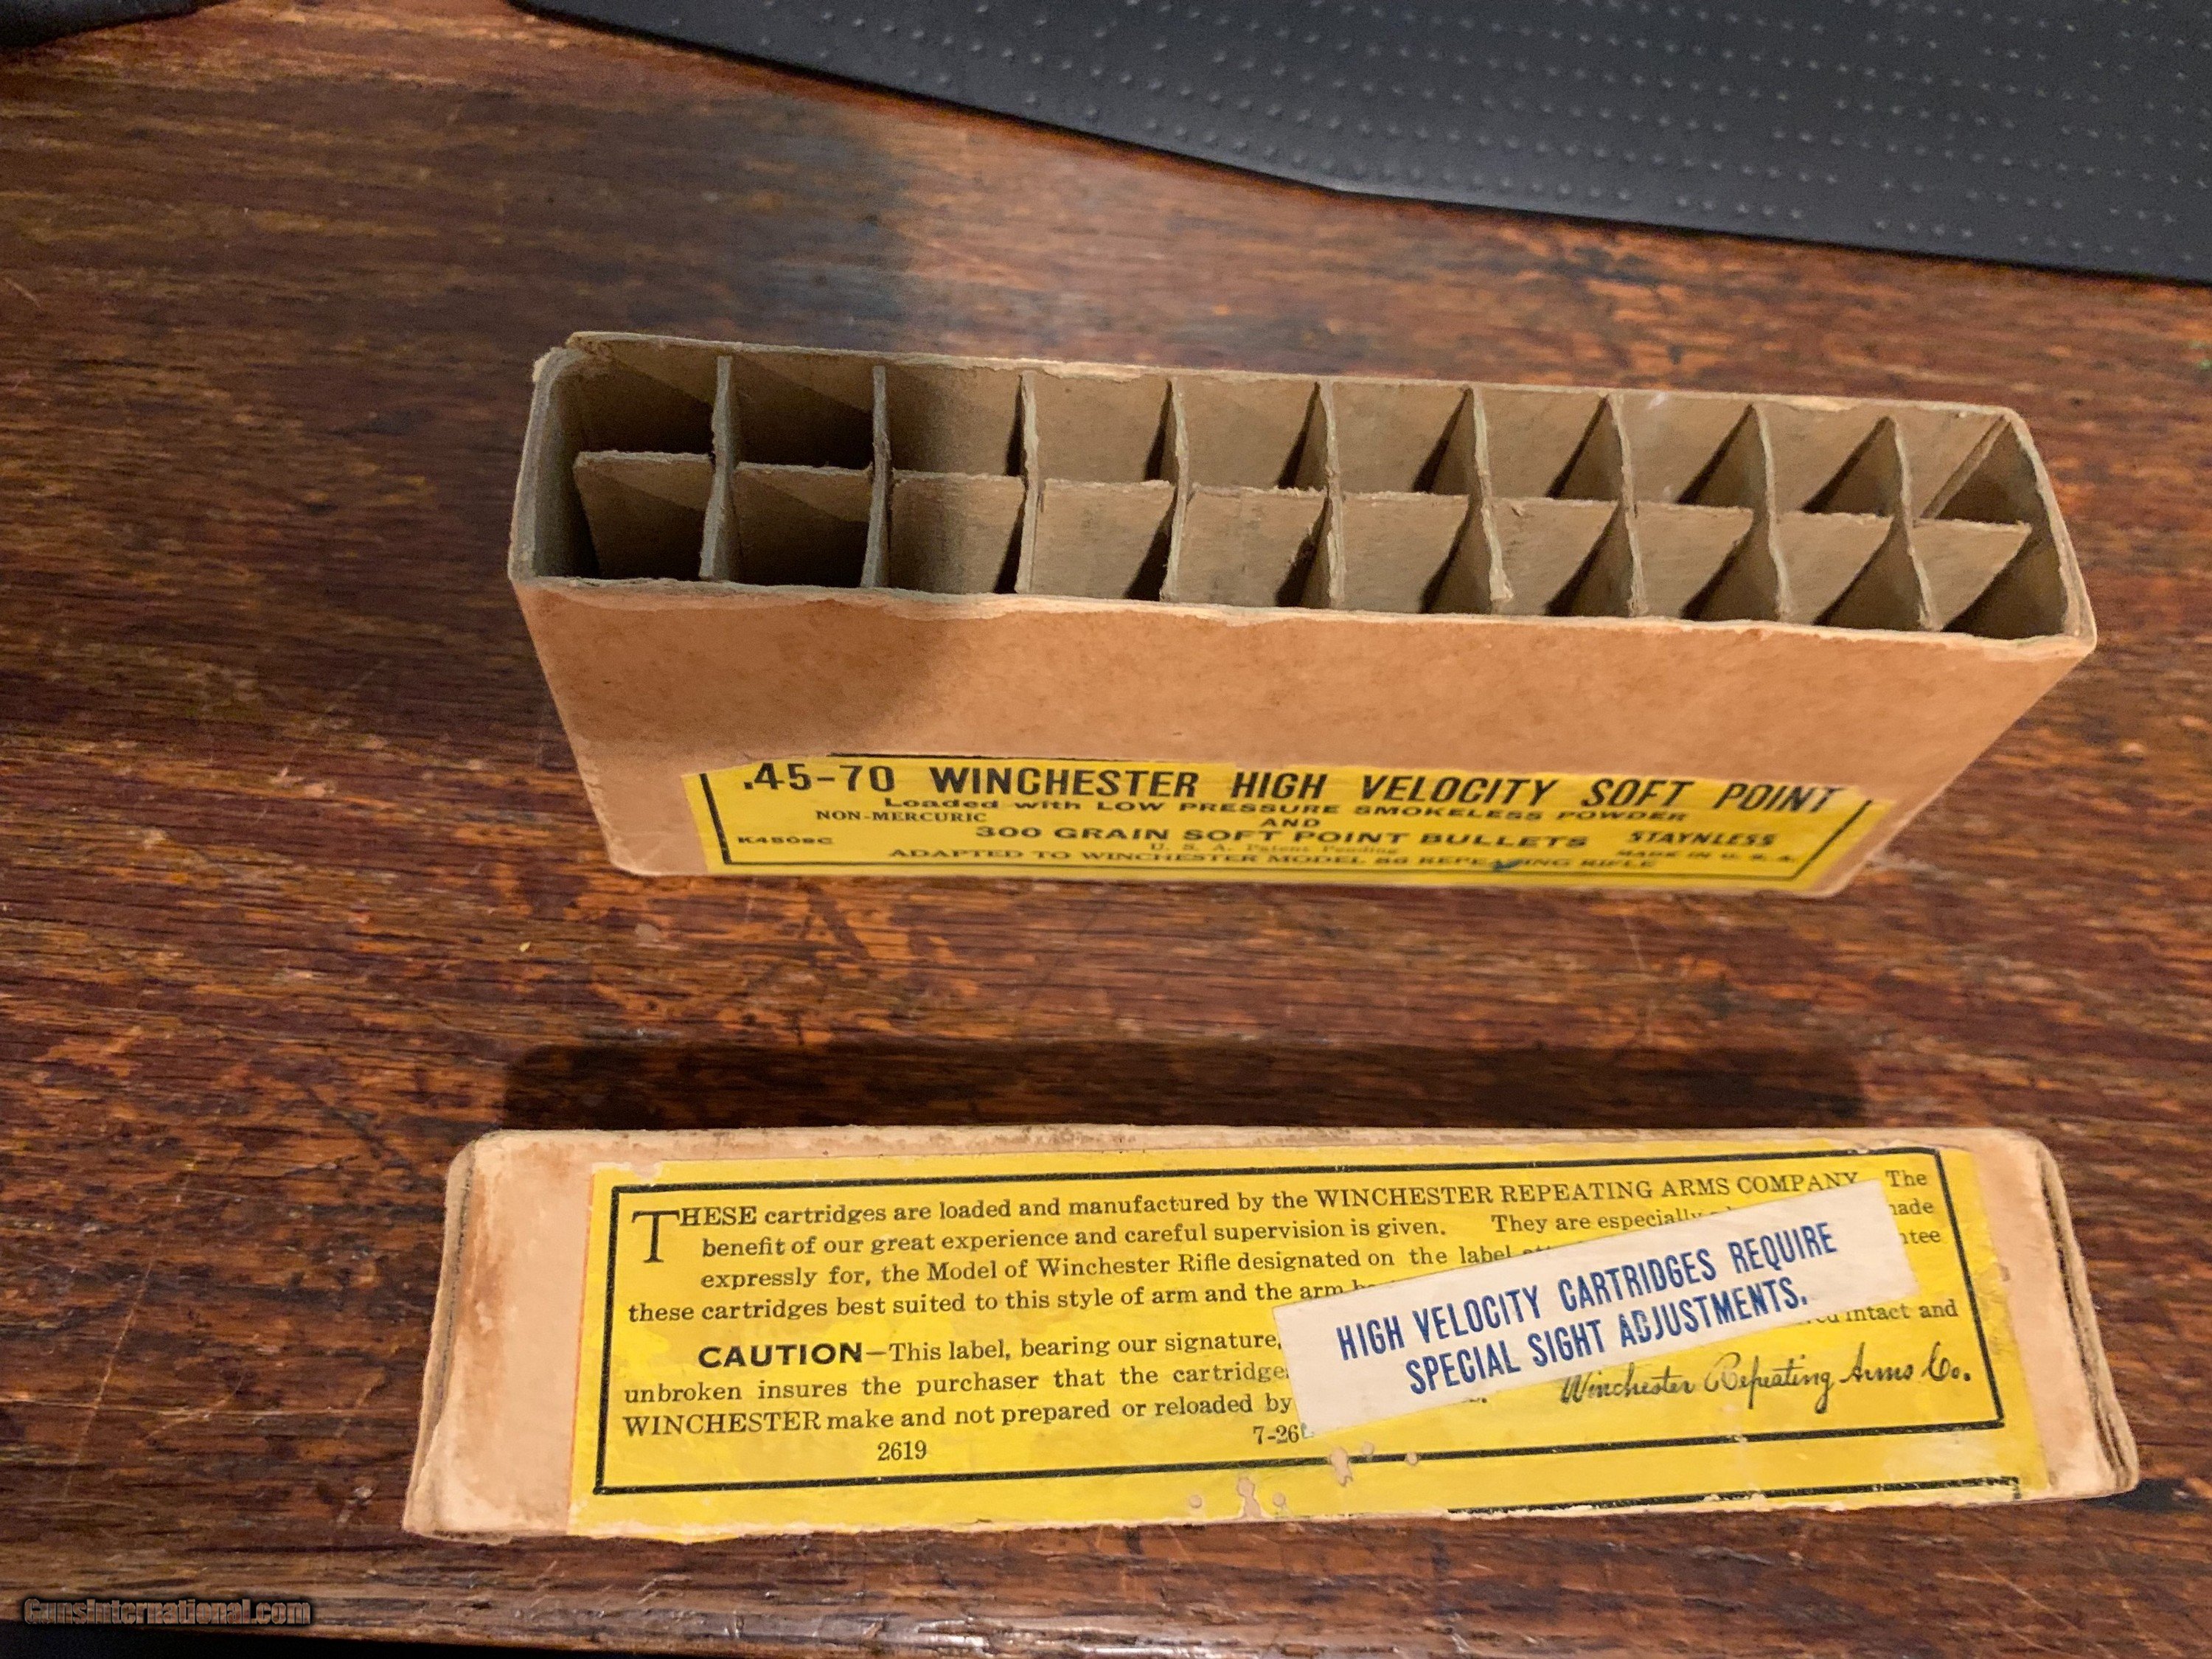 .45-70 WINCHESTER HIGH VELOCITY SOFT POINT
Loaded with LOW PRESSURE SMOKELESS POWDER
NON-MERCURIC AND
K4508C 300 GRAIN SOFT POINT BULLETS STAYNLESS
U. S. A. Patent Pending MADE IN U. S. A.
ADAPTED TO WINCHESTER MODEL 86 REPEATING RIFLE
THESE cartridges are loaded and manufactured by the WINCHESTER REPEATING ARMS COMPANY. The
benefit of our great experience and careful supervision is given. They are especially made
expressly for, the Model of Winchester Rifle designated on the label
these cartridges best suited to this style of arm and the arm
HIGH VELOCITY CARTRIDGES REQUIRE
SPECIAL SIGHT ADJUSTMENTS.
CAUTION—This label, bearing our signature, intact and
unbroken insures the purchaser that the
WINCHESTER make and not prepared or reloaded by Winchester Repeating Arms Co.
2619 7-26
GunsInternational.com